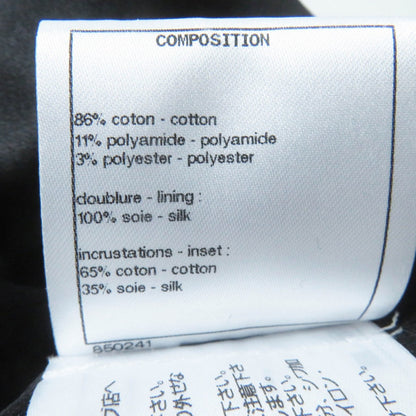 COMPOSITION
86% coton - cotton
11% polyamide - polyamide
3% polyester - polyester
doublure - lining :
100% soie - silk
incrustations - inset :
65% coton - cotton
35% soie - silk
850241